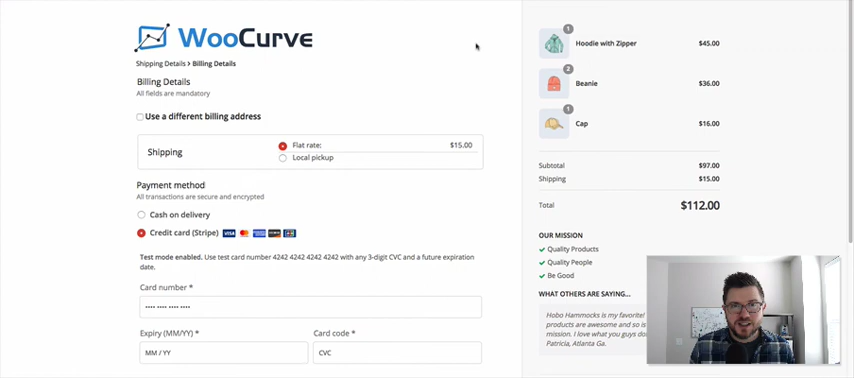 WooCurve
Shipping Details > Billing Details
Billing Details
All fields are mandatory
Use a different billing address
Shipping
Flat rate: $15.00
Local pickup
Payment method
All transactions are secure and encrypted
Cash on delivery
Credit card (Stripe) VISA
Test mode enabled. Use test card number 4242 4242 4242 4242 with any 3-digit CVC and a future expiration
date.
Card number *
•••• •••• •••• ••••
Expiry (MM/YY) * Card code *
MM / YY CVC
1
Hoodie with Zipper $45.00
2
Beanie $36.00
1
Cap $16.00
Subtotal $97.00
Shipping $15.00
Total $112.00
OUR MISSION
Quality Products
Quality People
Be Good
WHAT OTHERS ARE SAYING...
Hobo Hammocks is my favorite!
products are awesome and so is
mission. I love what you guys do
Patricia, Atlanta Ga.